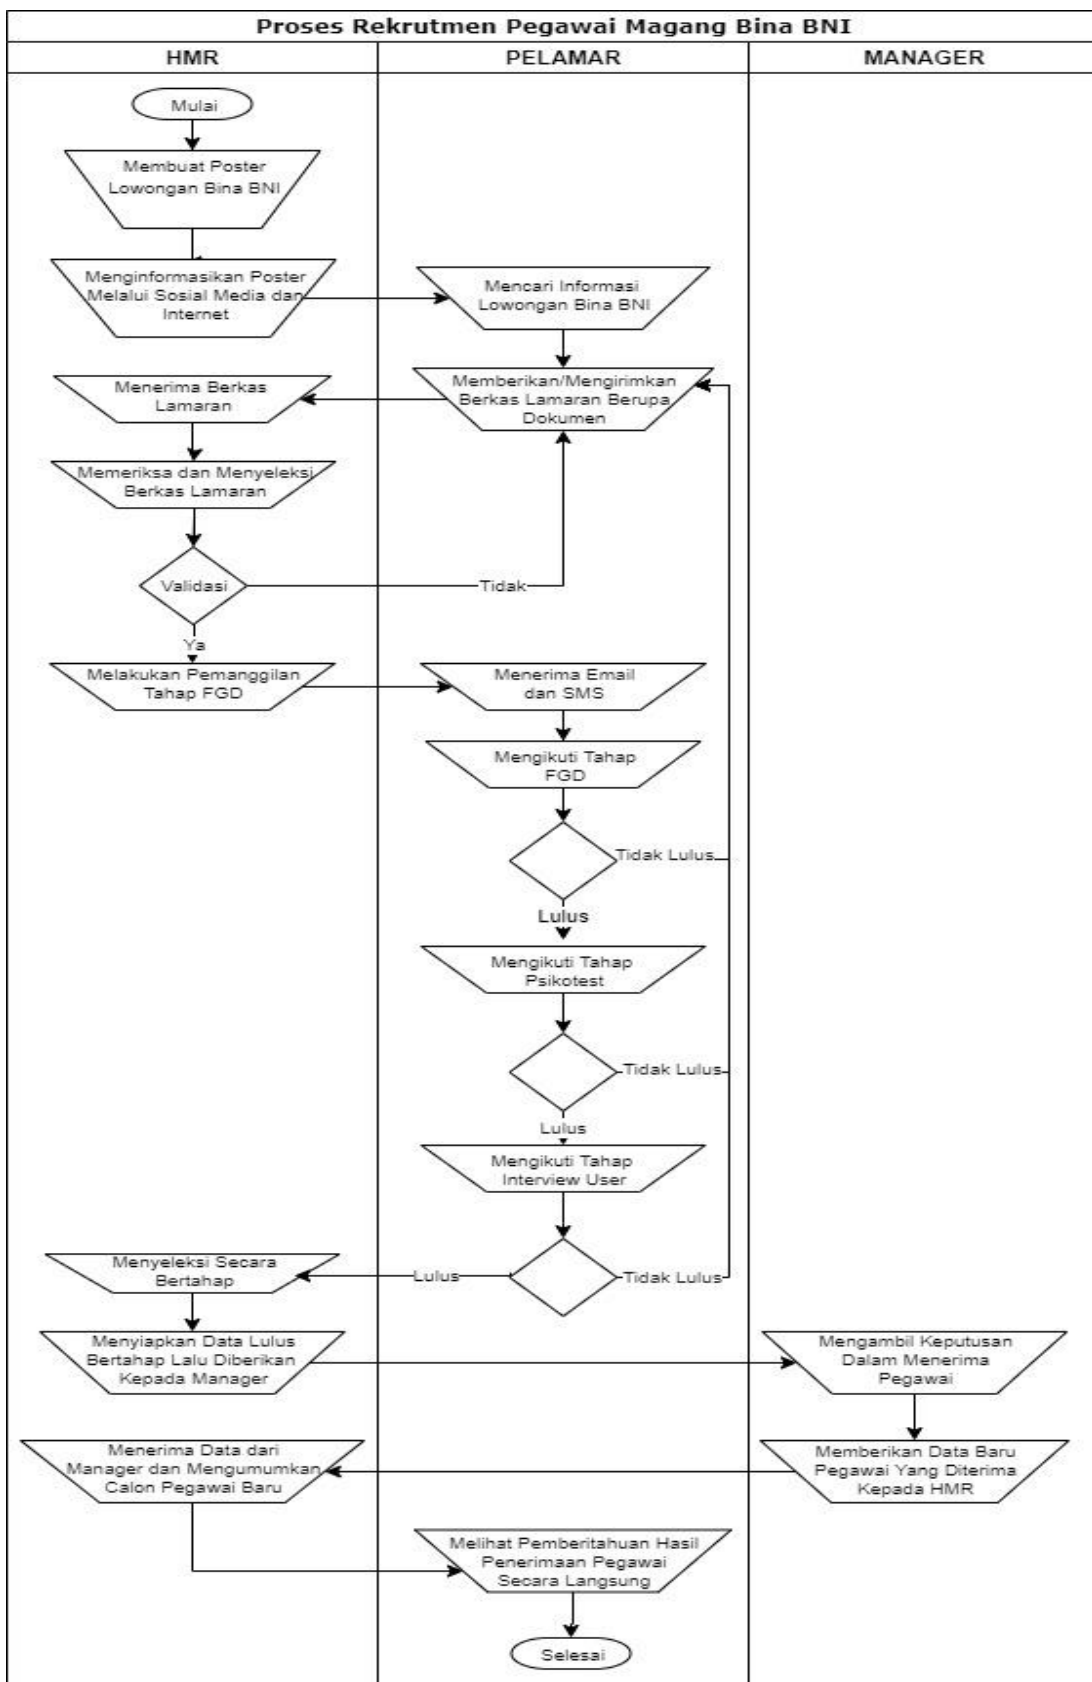 Proses Rekrutmen Pegawai Magang Bina BNI
HMR
PELAMAR
MANAGER
Mulai
Membuat Poster
Lowongan Bina BNI
Menginformasikan Poster
Melalui Sosial Media dan
Internet
Mencari Informasi
Lowongan Bina BNI
Menerima Berkas
Lamaran
Memberikan/Mengirimkan
Berkas Lamaran Berupa
Dokumen
Memeriksa dan Menyeleksi
Berkas Lamaran
Validasi
Tidak
Ya
Melakukan Pemanggilan
Tahap FGD
Menerima Email
dan SMS
Mengikuti Tahap
FGD
Tidak Lulus
Lulus
Mengikuti Tahap
Psikotest
Tidak Lulus
Lulus
Mengikuti Tahap
Interview User
Menyeleksi Secara
Bertahap
Lulus
Tidak Lulus
Menyiapkan Data Lulus
Bertahap Lalu Diberikan
Kepada Manager
Mengambil Keputusan
Dalam Menerima
Pegawai
Menerima Data dari
Manager dan Mengumumkan
Calon Pegawai Baru
Memberikan Data Baru
Pegawai Yang Diterima
Kepada HMR
Melihat Pemberitahuan Hasil
Penerimaan Pegawai
Secara Langsung
Selesai